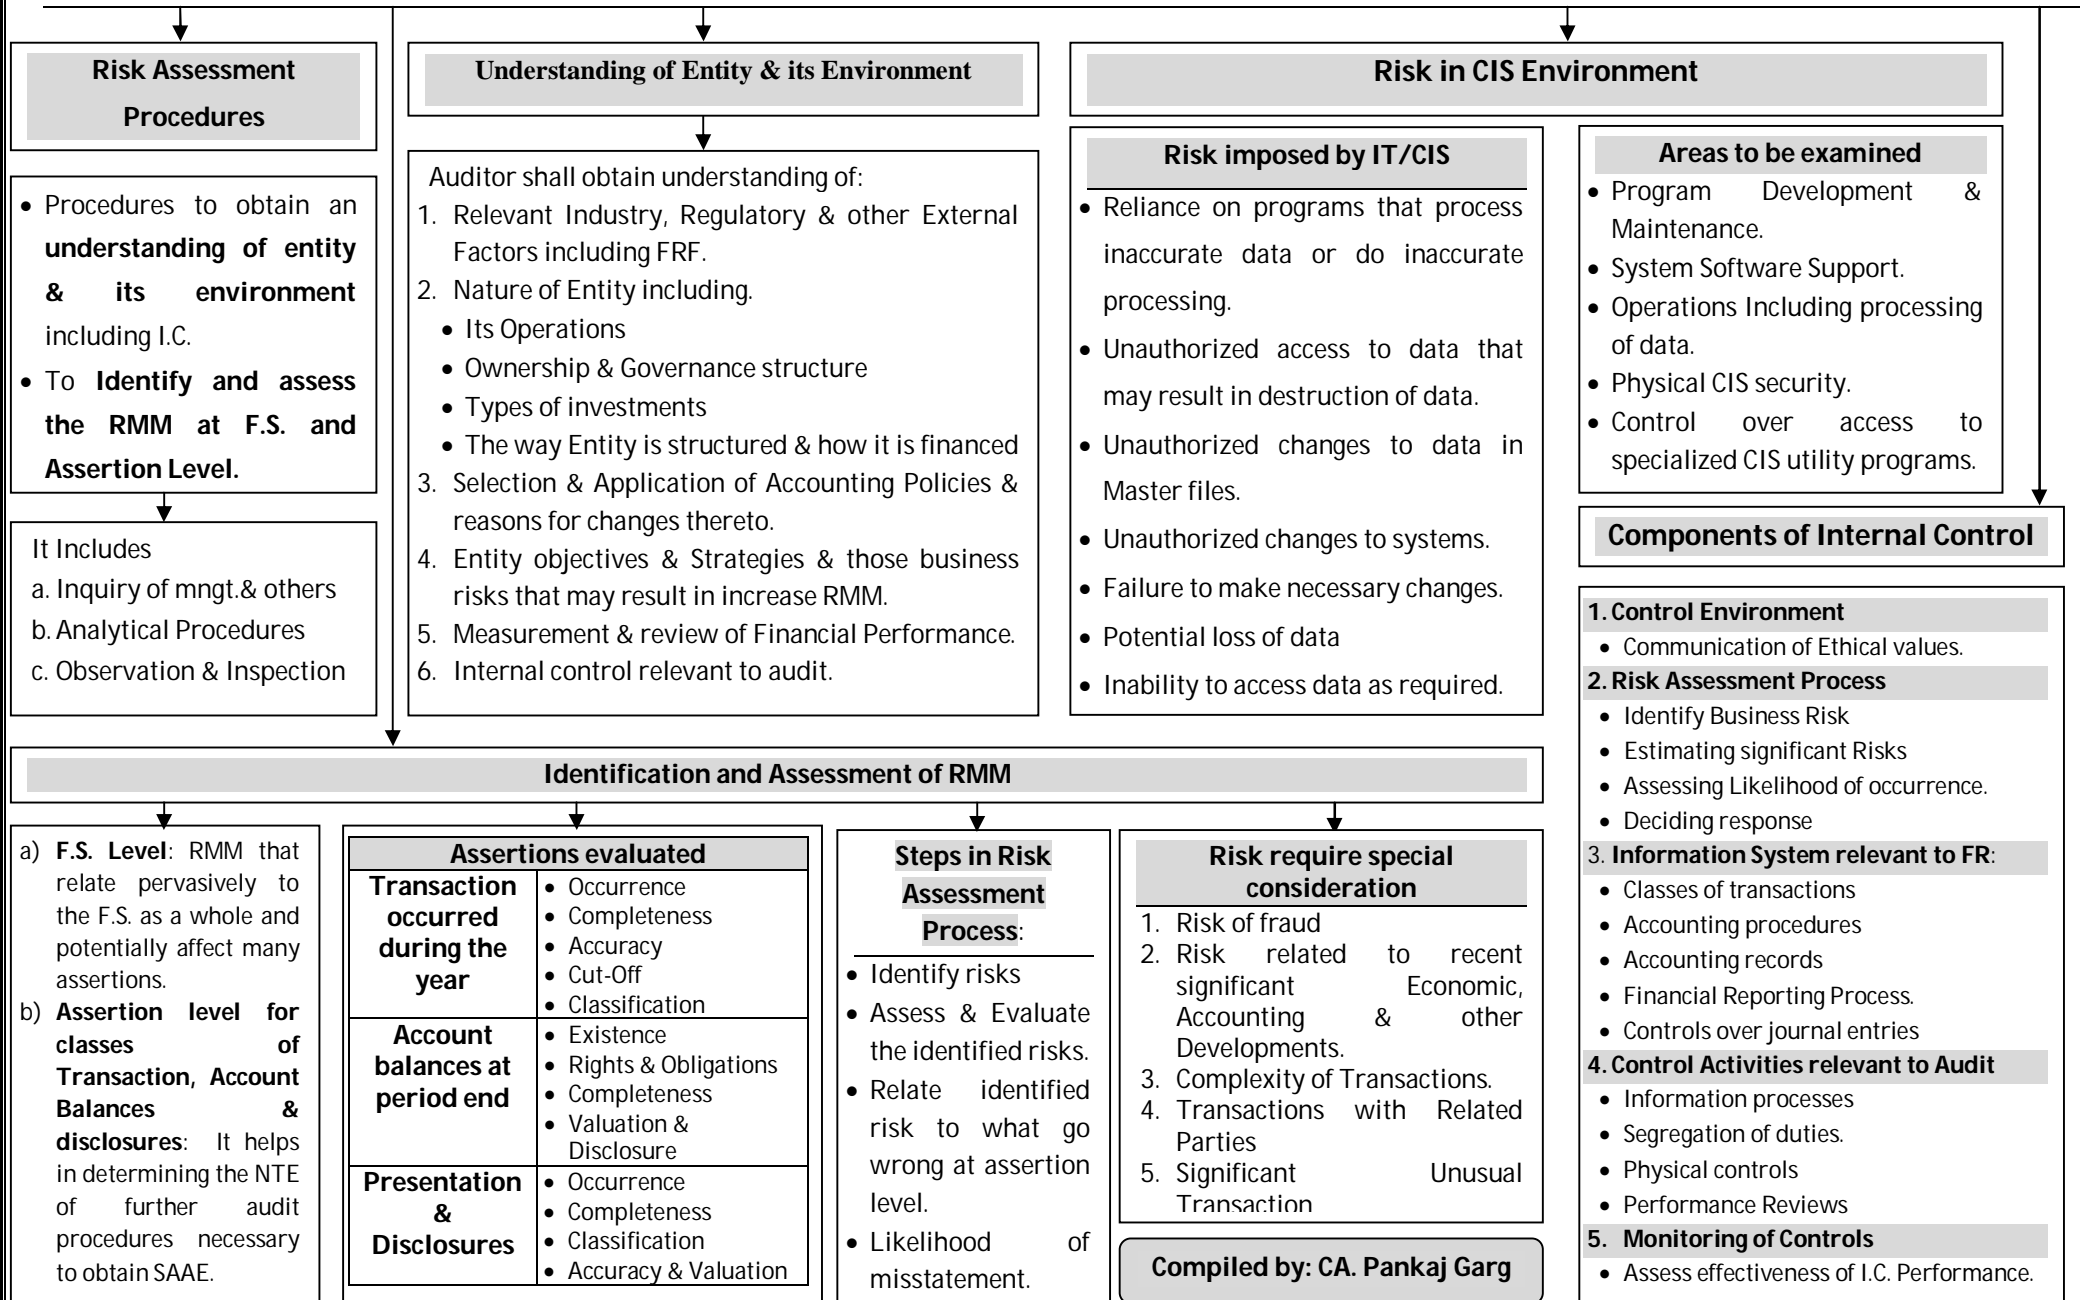 Risk Assessment
Procedures
• Procedures to obtain an
understanding of entity
& its environment
including I.C.
• To Identify and assess
the RMM at F.S. and
Assertion Level.
It Includes
a. Inquiry of mngt.& others
b. Analytical Procedures
c. Observation & Inspection
Understanding of Entity & its Environment
Auditor shall obtain understanding of:
1. Relevant Industry, Regulatory & other External
Factors including FRF.
2. Nature of Entity including.
• Its Operations
• Ownership & Governance structure
• Types of investments
• The way Entity is structured & how it is financed
3. Selection & Application of Accounting Policies &
reasons for changes thereto.
4. Entity objectives & Strategies & those business
risks that may result in increase RMM.
5. Measurement & review of Financial Performance.
6. Internal control relevant to audit.
Risk in CIS Environment
Risk imposed by IT/CIS
• Reliance on programs that process
inaccurate data or do inaccurate
processing.
• Unauthorized access to data that
may result in destruction of data.
• Unauthorized changes to data in
Master files.
• Unauthorized changes to systems.
• Failure to make necessary changes.
• Potential loss of data
• Inability to access data as required.
Areas to be examined
• Program Development &
Maintenance.
• System Software Support.
• Operations Including processing
of data.
• Physical CIS security.
• Control over access to
specialized CIS utility programs.
Components of Internal Control
1. Control Environment
• Communication of Ethical values.
2. Risk Assessment Process
• Identify Business Risk
• Estimating significant Risks
• Assessing Likelihood of occurrence.
• Deciding response
3. Information System relevant to FR:
• Classes of transactions
• Accounting procedures
• Accounting records
• Financial Reporting Process.
• Controls over journal entries
4. Control Activities relevant to Audit
• Information processes
• Segregation of duties.
• Physical controls
• Performance Reviews
5. Monitoring of Controls
• Assess effectiveness of I.C. Performance.
Identification and Assessment of RMM
a) F.S. Level: RMM that
relate pervasively to
the F.S. as a whole and
potentially affect many
assertions.
b) Assertion level for
classes of
Transaction, Account
Balances &
disclosures: It helps
in determining the NTE
of further audit
procedures necessary
to obtain SAAE.
Assertions evaluated
Transaction
occurred
during the
year
• Occurrence
• Completeness
• Accuracy
• Cut-Off
• Classification
Account
balances at
period end
• Existence
• Rights & Obligations
• Completeness
• Valuation &
Disclosure
Presentation
&
Disclosures
• Occurrence
• Completeness
• Classification
• Accuracy & Valuation
Steps in Risk
Assessment
Process:
• Identify risks
• Assess & Evaluate
the identified risks.
• Relate identified
risk to what go
wrong at assertion
level.
• Likelihood of
misstatement.
Risk require special
consideration
1. Risk of fraud
2. Risk related to recent
significant Economic,
Accounting & other
Developments.
3. Complexity of Transactions.
4. Transactions with Related
Parties
5. Significant Unusual
Transaction
Compiled by: CA. Pankaj Garg